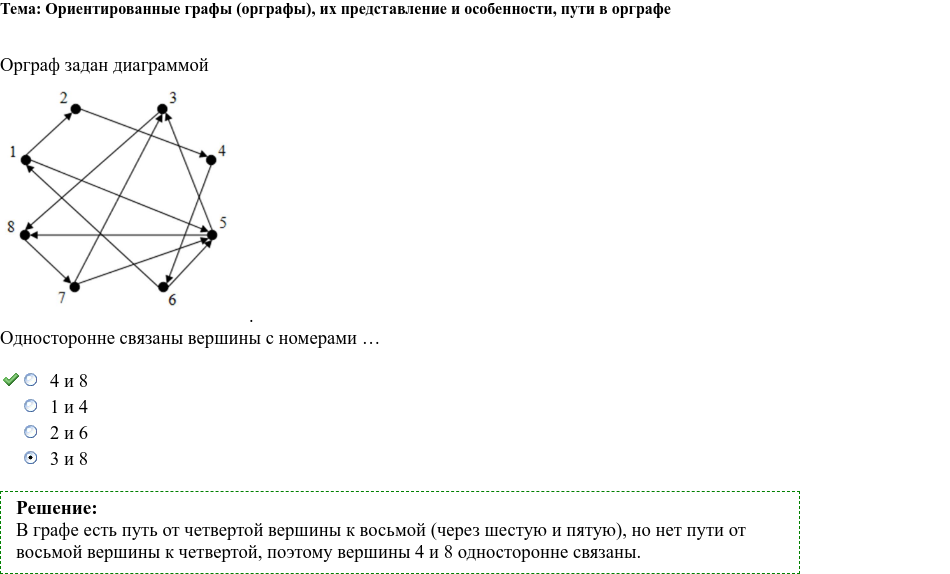 Тема: Ориентированные графы (орграфы), их представление и особенности, пути в орграфе
Орграф задан диаграммой
2
3
1
4
8
5
7
6
.
Односторонне связаны вершины с номерами …
4 и 8
1 и 4
2 и 6
3 и 8
Решение:
В графе есть путь от четвертой вершины к восьмой (через шестую и пятую), но нет пути от
восьмой вершины к четвертой, поэтому вершины 4 и 8 односторонне связаны.